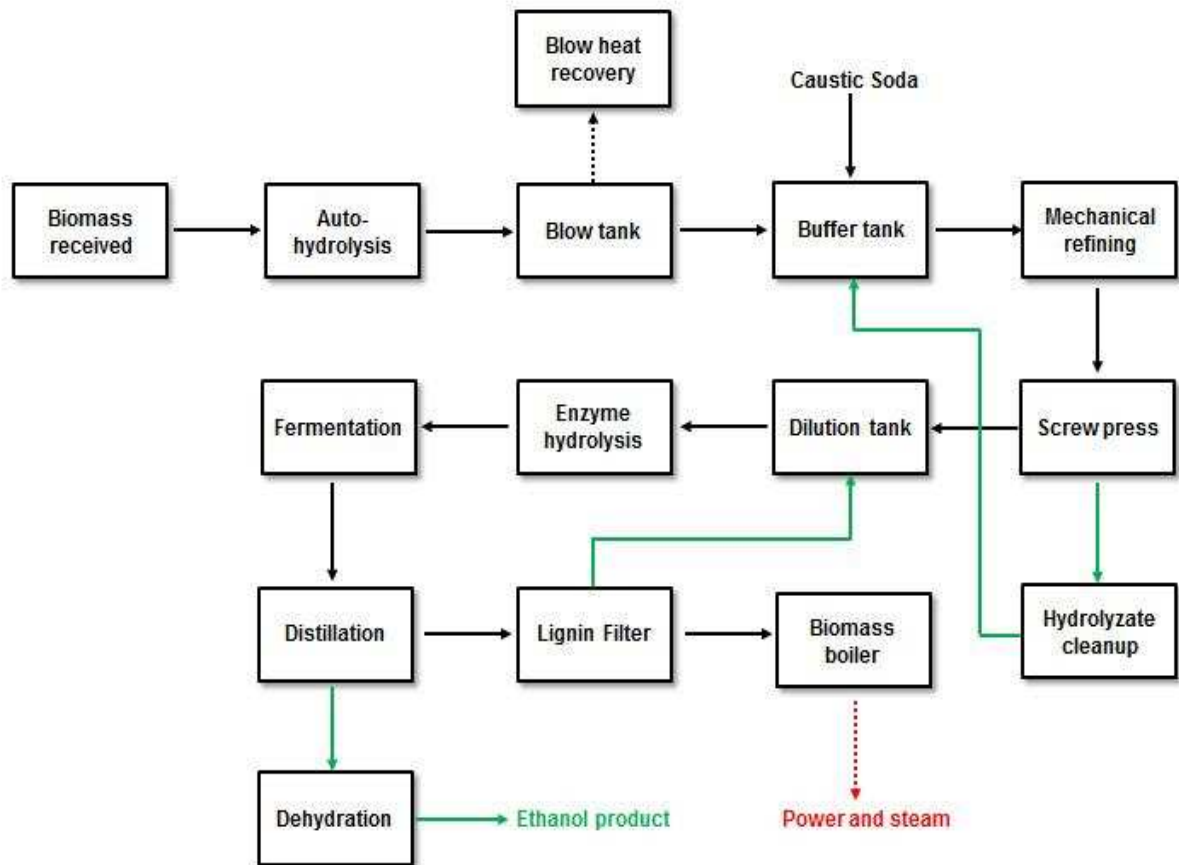 Blow heat
recovery
Caustic Soda
Biomass
received
Auto-
hydrolysis
Blow tank
Buffer tank
Mechanical
refining
Fermentation
Enzyme
hydrolysis
Dilution tank
Screw press
Distillation
Lignin Filter
Biomass
boiler
Hydrolyzate
cleanup
Dehydration
Ethanol product
Power and steam